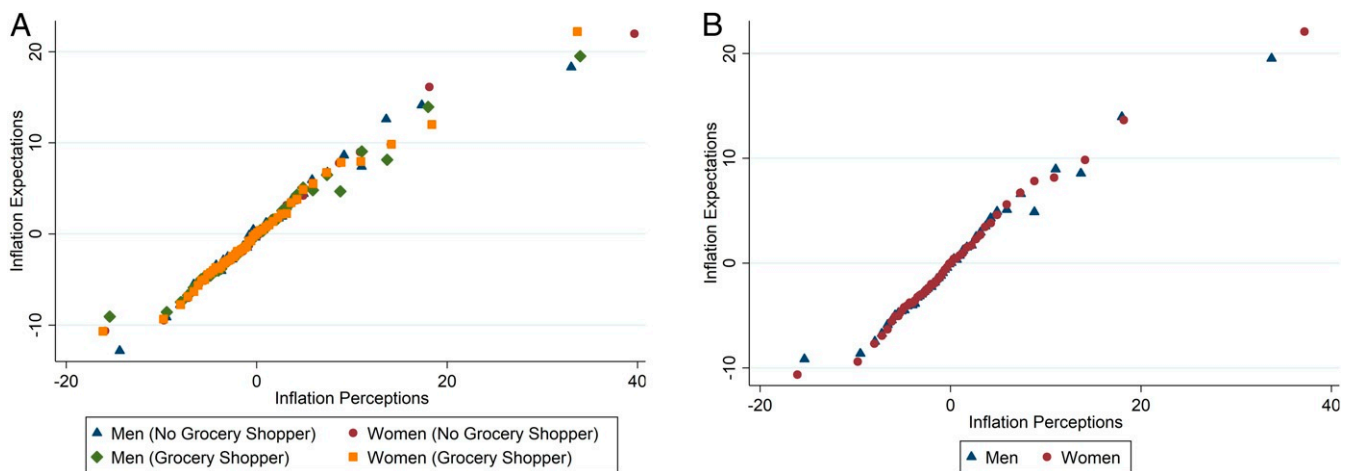 A
Inflation Expectations
20
10
0
-10
-20
0
20
40
Inflation Perceptions
Men (No Grocery Shopper)
Women (No Grocery Shopper)
Men (Grocery Shopper)
Women (Grocery Shopper)
B
Inflation Expectations
20
10
0
-10
-20
0
20
40
Inflation Perceptions
Men
Women